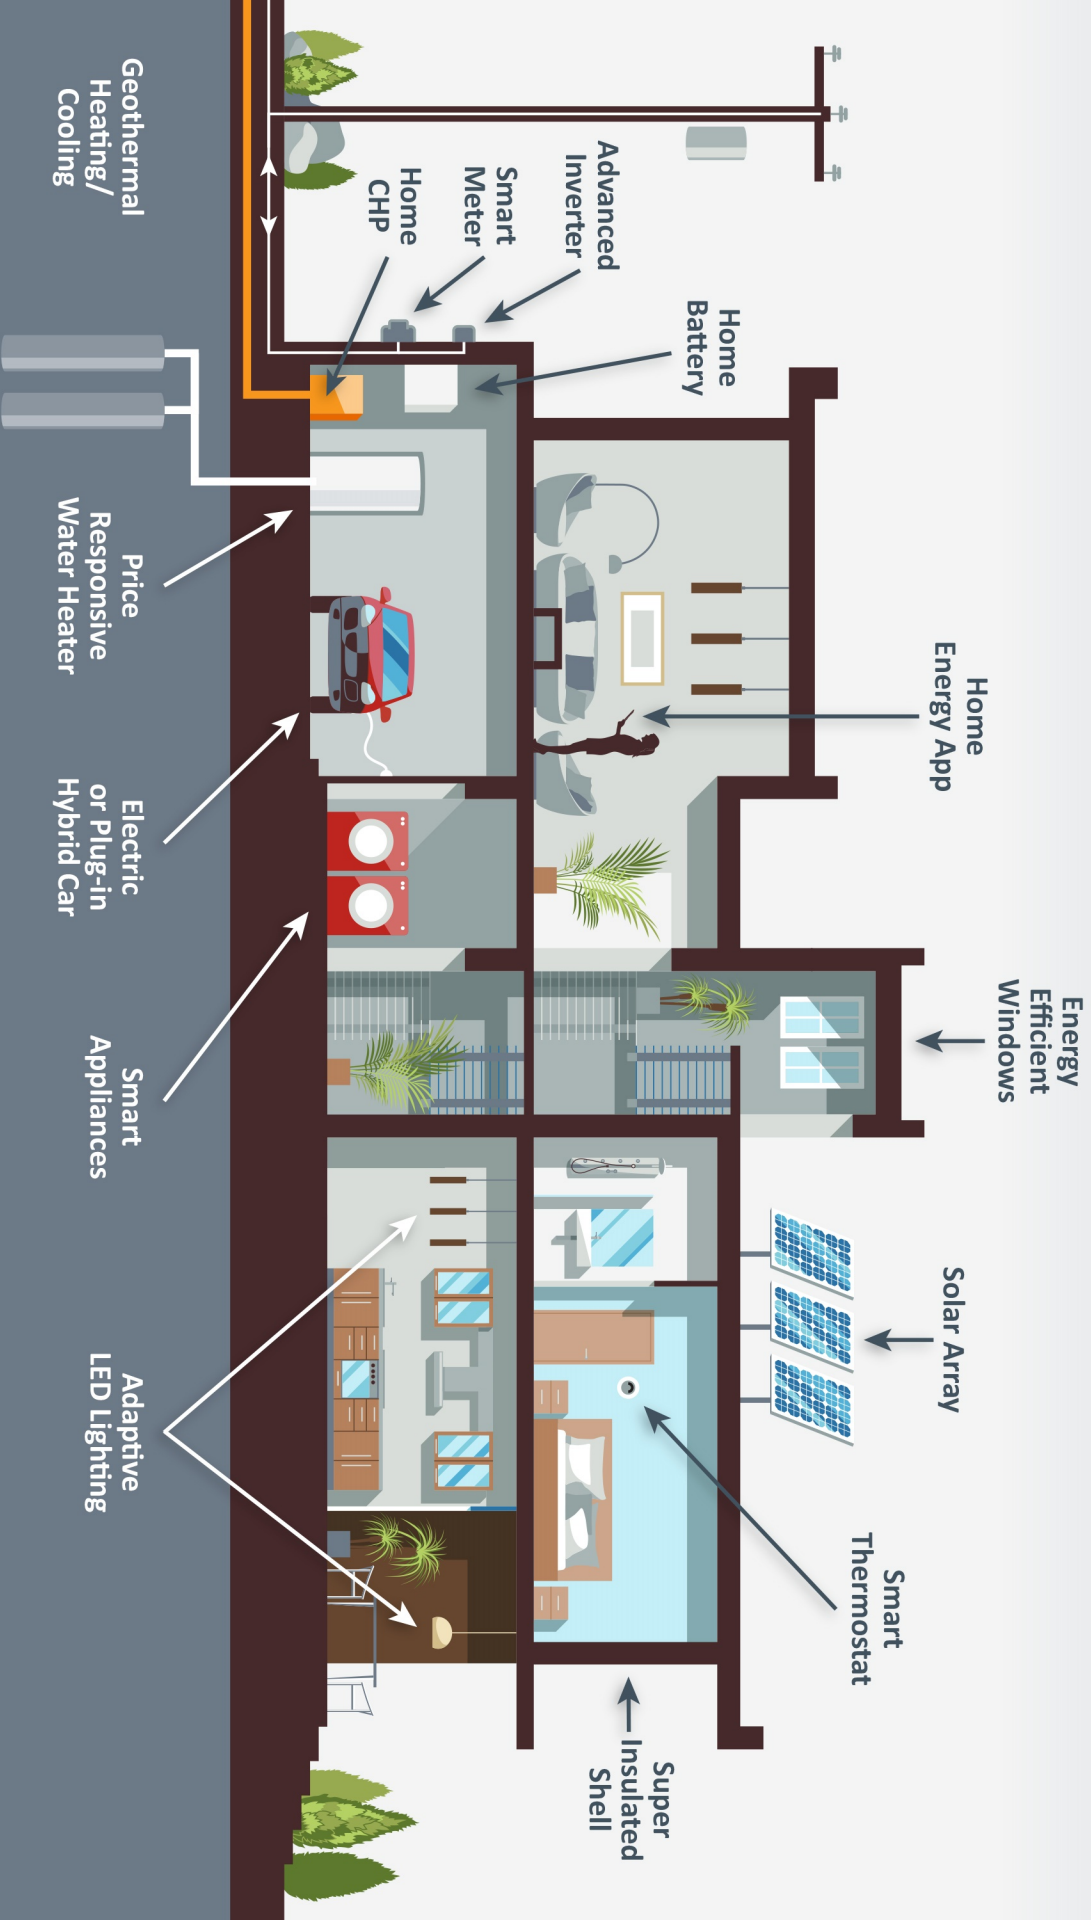 Energy
Efficient
Windows
Home
Energy App
Solar Array
Smart
Thermostat
Home
Battery
Super
Insulated
Shell
Advanced
Inverter
Smart
Meter
Home
CHP
Geothermal
Heating/
Cooling
Price
Responsive
Water Heater
Electric
or Plug-in
Hybrid Car
Smart
Appliances
Adaptive
LED Lighting